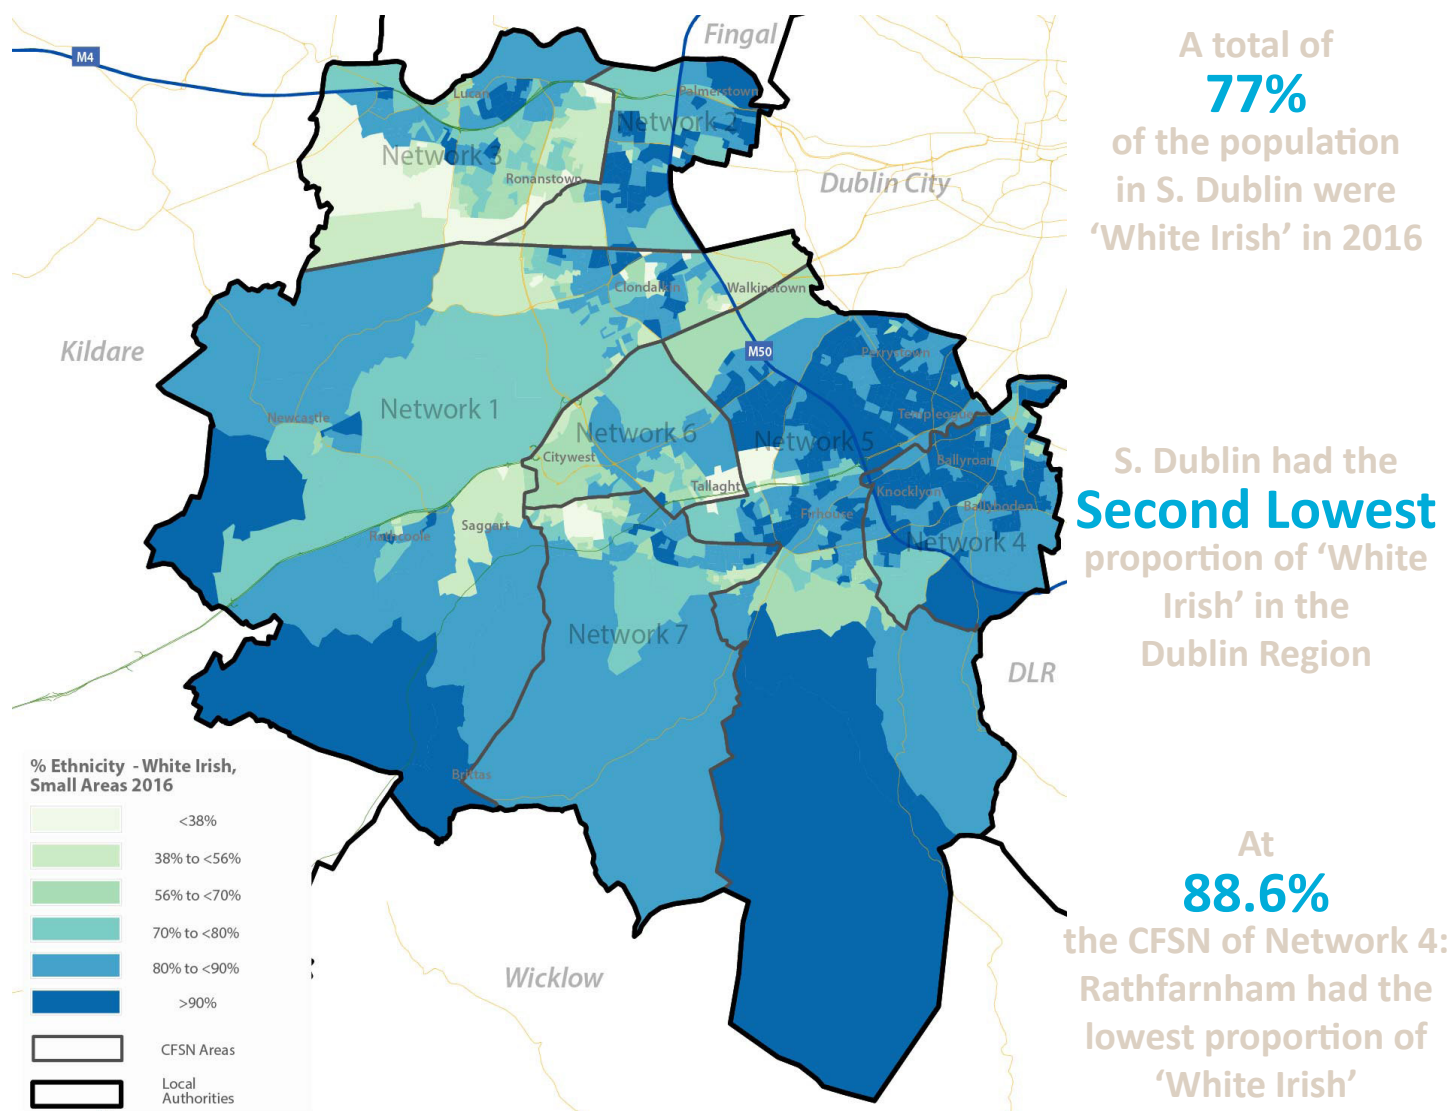 Fingal
A total of
77%
of the population
in S. Dublin were
‘White Irish’ in 2016
M4
Lucan
Palmerstown
Network 2
Network 3
Ronanstown
Dublin City
Clondalkin
Walkinstown
Kildare
M50
Perrystown
Network 1
Newcastle
Templeogue
Network 6
Network 5
Citywest
Ballyroan
Tallaght
Knocklyon
Ballyboden
Firhouse
Saggart
Rathcoole
Network 4
S. Dublin had the
Second Lowest
proportion of ‘White
Irish’ in the
Dublin Region
Network 7
DLR
Brittas
Wicklow
% Ethnicity - White Irish,
Small Areas 2016
<38%
38% to <56%
56% to <70%
70% to <80%
80% to <90%
>90%
CFSN Areas
Local
Authorities
At
88.6%
the CFSN of Network 4:
Rathfarnham had the
lowest proportion of
‘White Irish’